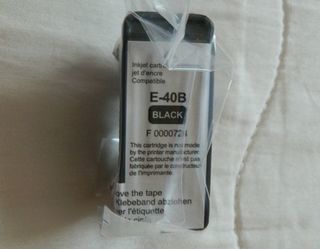 Inkjet
jet d'encre
Compatible
E-40B
BLACK
F 0000724
This cartridge is not made
by the printer manufacturer.
Cette cartouche n'est pas
fabriquée par le constructeur
de l'imprimante.
ove the tape
Klebeband abziehen
er l'étiquette